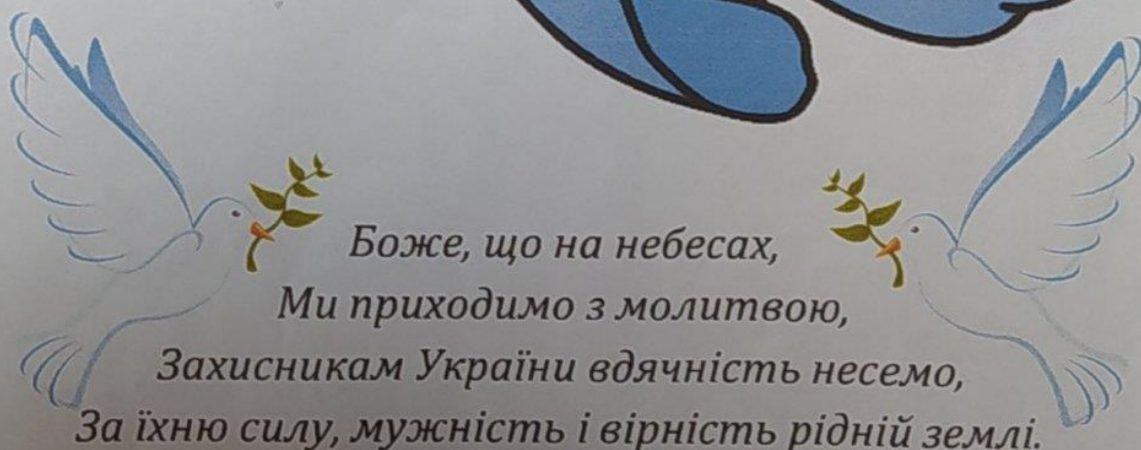 Боже, що на небесах,
Ми приходимо з молитвою,
Захисникам України вдячність несемо,
За їхню силу, мужність і вірність рідній землі.